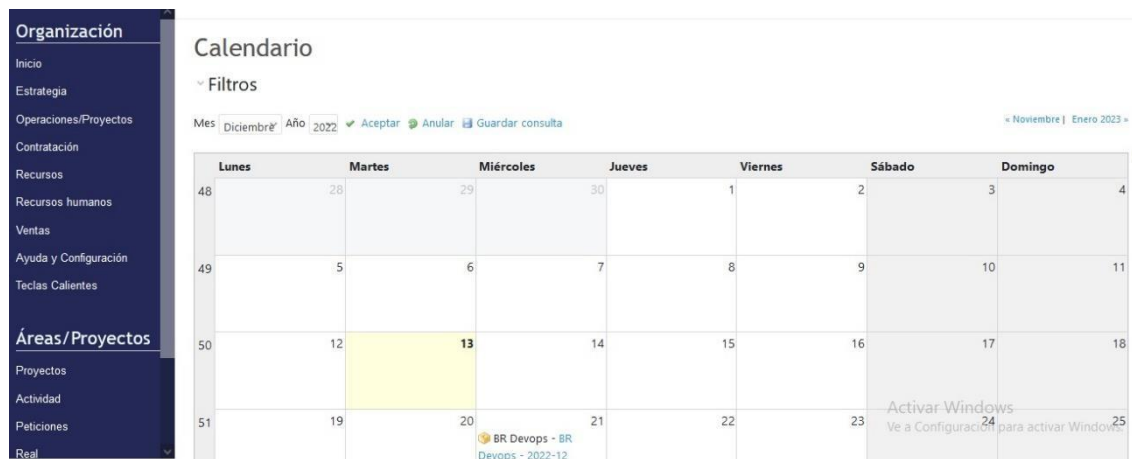 Organización
Inicio
Estrategia
Operaciones/Proyectos
Contratación
Recursos
Recursos humanos
Ventas
Ayuda y Configuración
Teclas Calientes
Áreas/Proyectos
Proyectos
Actividad
Peticiones
Real
Calendario
Filtros
Mes Diciembre Año 2022 Aceptar Anular Guardar consulta
« Noviembre | Enero 2023 »
Lunes Martes Miércoles Jueves Viernes Sábado Domingo
48 28 29 30 1 2 3 4
49 5 6 7 8 9 10 11
50 12 13 14 15 16 17 18
51 19 20 21 22 23 24 25
BR Devops - BR
Devops - 2022-12
Activar Windows
Ve a Configuración para activar Windows.